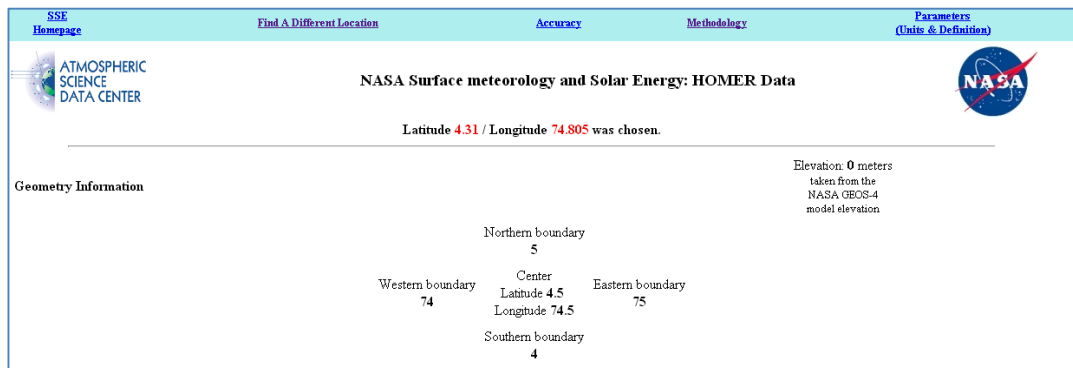 SSE
Homepage
Find A Different Location
Accuracy
Methodology
Parameters
(Units & Definition)
ATMOSPHERIC
SCIENCE
DATA CENTER
NASA Surface meteorology and Solar Energy: HOMER Data
NASA
Latitude 4.31 / Longitude 74.805 was chosen.
Geometry Information
Elevation: 0 meters
taken from the
NASA GEOS-4
model elevation
Northern boundary
5
Western boundary
74
Center
Latitude 4.5
Longitude 74.5
Eastern boundary
75
Southern boundary
4